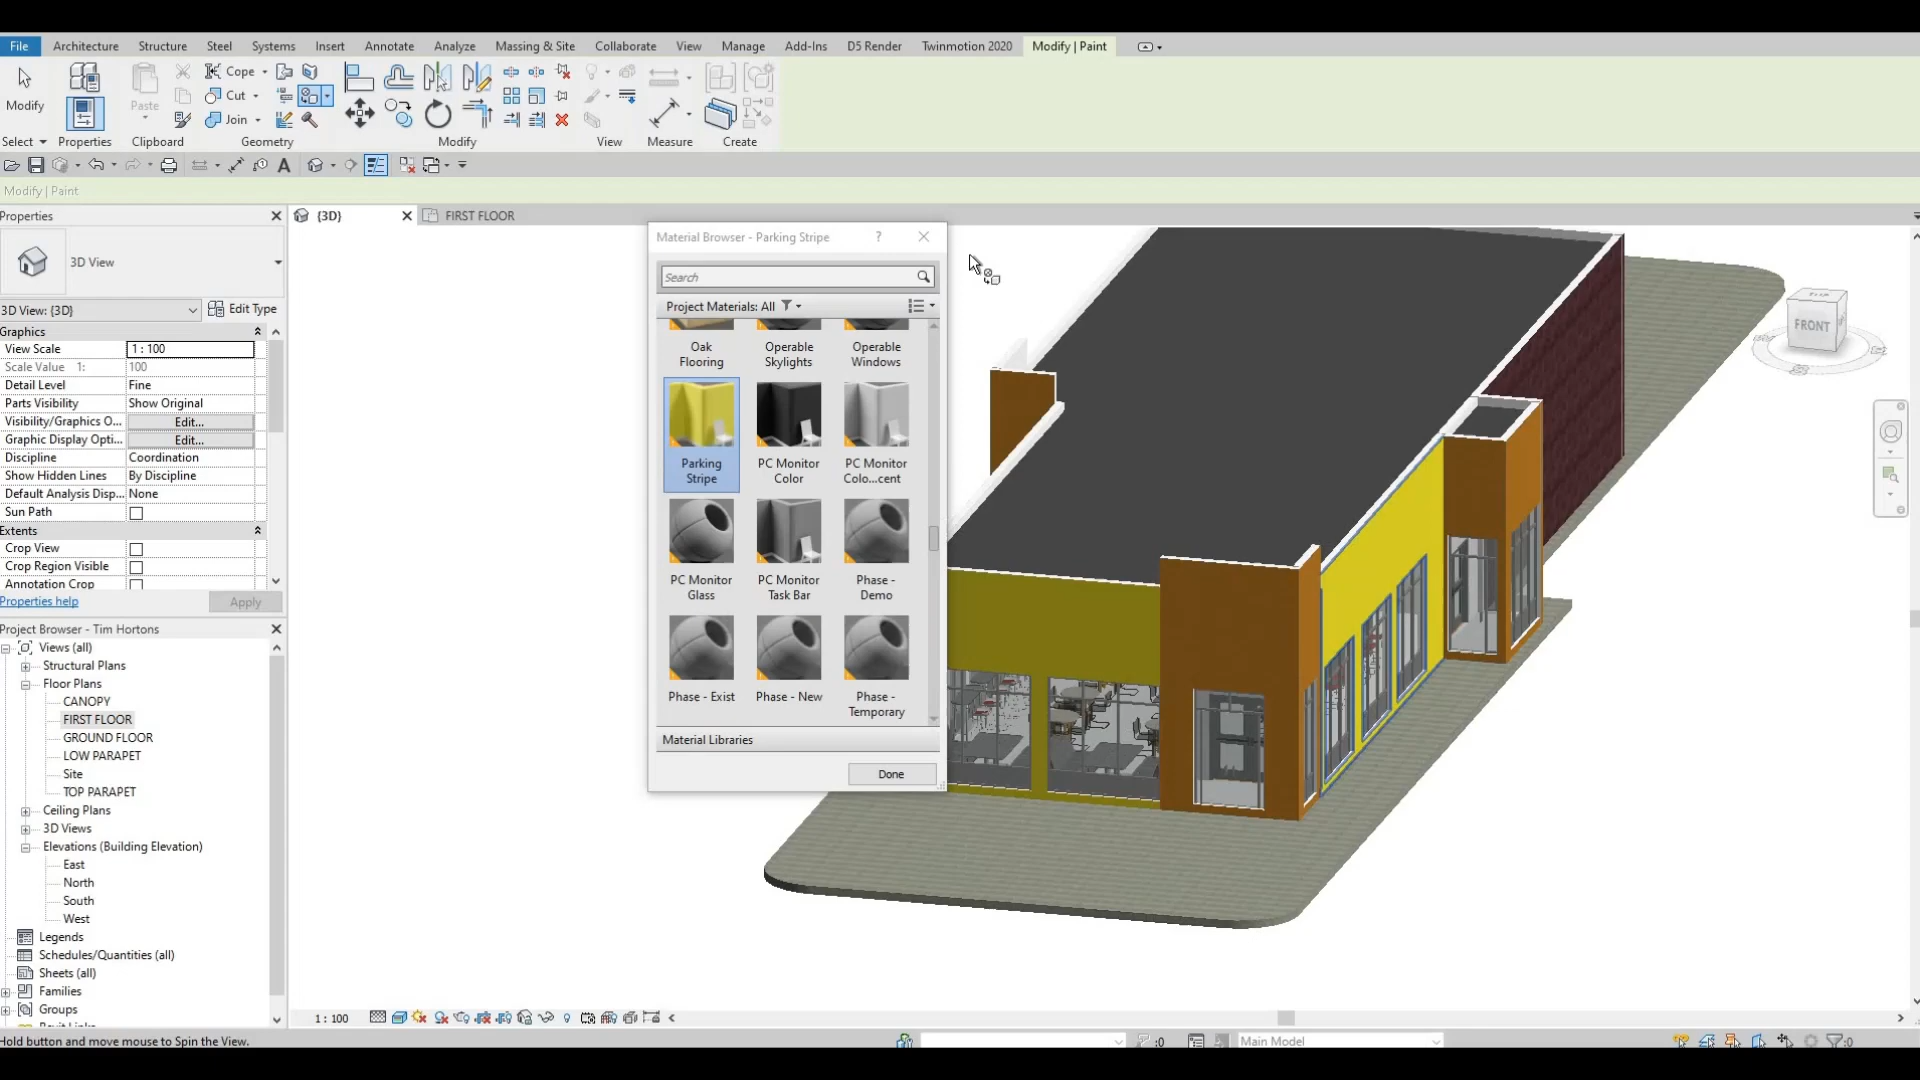 File Architecture Structure Steel Systems Insert Annotate Analyze Massing & Site Collaborate View Manage Add-Ins D5 Render Twinmotion 2020 Modify | Paint
Cope
Cut
Join
Modify
Paste
Select Properties Clipboard Geometry Modify View Measure Create
A
Modify | Paint
Properties
{3D}
FIRST FLOOR
3D View
3D View: {3D}
Edit Type
Graphics
View Scale 1 : 100
Scale Value 1: 100
Detail Level Fine
Parts Visibility Show Original
Visibility/Graphics O... Edit...
Graphic Display Opti... Edit...
Discipline Coordination
Show Hidden Lines By Discipline
Default Analysis Disp... None
Sun Path
Extents
Crop View
Crop Region Visible
Annotation Crop
Properties help
Apply
Project Browser - Tim Hortons
Views (all)
Structural Plans
Floor Plans
CANOPY
FIRST FLOOR
GROUND FLOOR
LOW PARAPET
Site
TOP PARAPET
Ceiling Plans
3D Views
Elevations (Building Elevation)
East
North
South
West
Legends
Schedules/Quantities (all)
Sheets (all)
Families
Groups
Material Browser - Parking Stripe
?
Search
Project Materials: All
Oak Flooring
Operable Skylights
Operable Windows
Parking Stripe
PC Monitor Color
PC Monitor Colo...cent
PC Monitor Glass
PC Monitor Task Bar
Phase - Demo
Phase - Exist
Phase - New
Phase - Temporary
Material Libraries
Done
FRONT
1 : 100
Hold button and move mouse to Spin the View.
:0
Main Model
:0